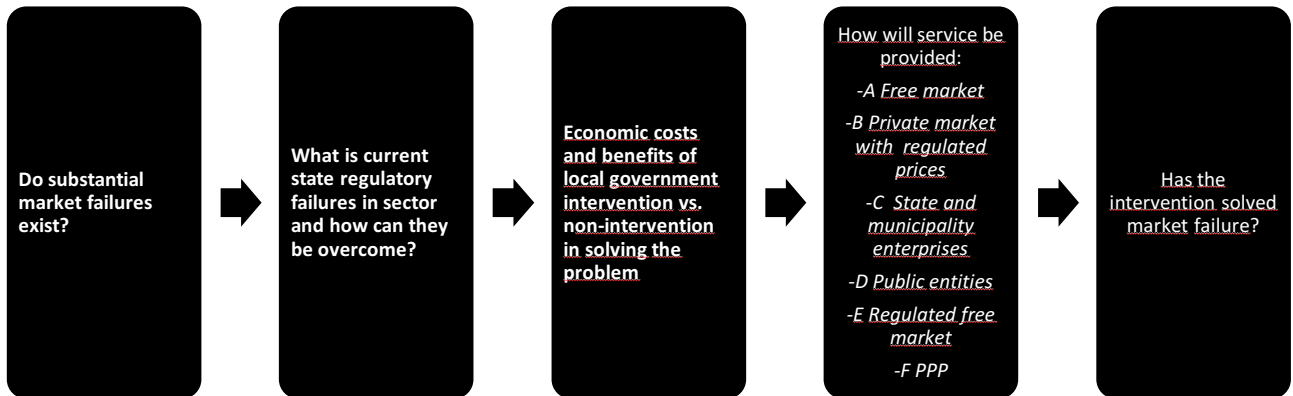 Do substantial
market failures
exist?
What is current
state regulatory
failures in sector
and how can they
be overcome?
Economic costs
and benefits of
local government
intervention vs.
non-intervention
in solving the
problem
How will service be
provided:
-A Free market
-B Private market
with regulated
prices
-C State and
municipality
enterprises
-D Public entities
-E Regulated free
market
-F PPP
Has the
intervention solved
market failure?